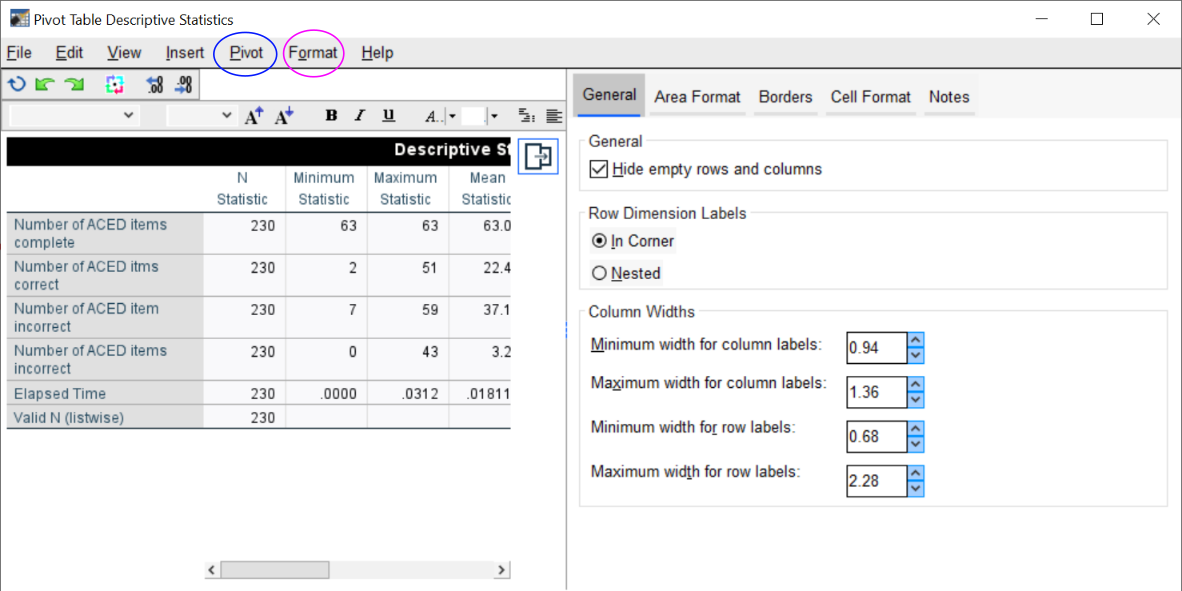 Pivot Table Descriptive Statistics
File Edit View Insert Pivot Format Help
A A B I U A..
General Area Format Borders Cell Format Notes
Descriptive St
N Minimum Maximum Mean
Statistic Statistic Statistic Statistic
Number of ACED items
complete 230 63 63 63.0
Number of ACED itms
correct 230 2 51 22.4
Number of ACED item
incorrect 230 7 59 37.1
Number of ACED items
incorrect 230 0 43 3.2
Elapsed Time 230 .0000 .0312 .01811
Valid N (listwise) 230
General
Hide empty rows and columns
Row Dimension Labels
In Corner
Nested
Column Widths
Minimum width for column labels: 0.94
Maximum width for column labels: 1.36
Minimum width for row labels: 0.68
Maximum width for row labels: 2.28